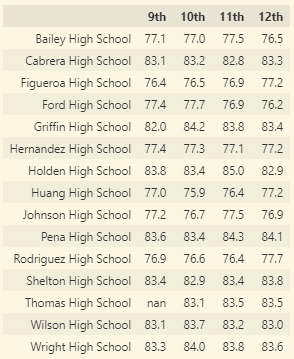 9th 10th 11th 12th
Bailey High School 77.1 77.0 77.5 76.5
Cabrera High School 83.1 83.2 82.8 83.3
Figueroa High School 76.4 76.5 76.9 77.2
Ford High School 77.4 77.7 76.9 76.2
Griffin High School 82.0 84.2 83.8 83.4
Hernandez High School 77.4 77.3 77.1 77.2
Holden High School 83.8 83.4 85.0 82.9
Huang High School 77.0 75.9 76.4 77.2
Johnson High School 77.2 76.7 77.5 76.9
Pena High School 83.6 83.4 84.3 84.1
Rodriguez High School 76.9 76.6 76.4 77.7
Shelton High School 83.4 82.9 83.4 83.8
Thomas High School nan 83.1 83.5 83.5
Wilson High School 83.1 83.7 83.2 83.0
Wright High School 83.3 84.0 83.8 83.6